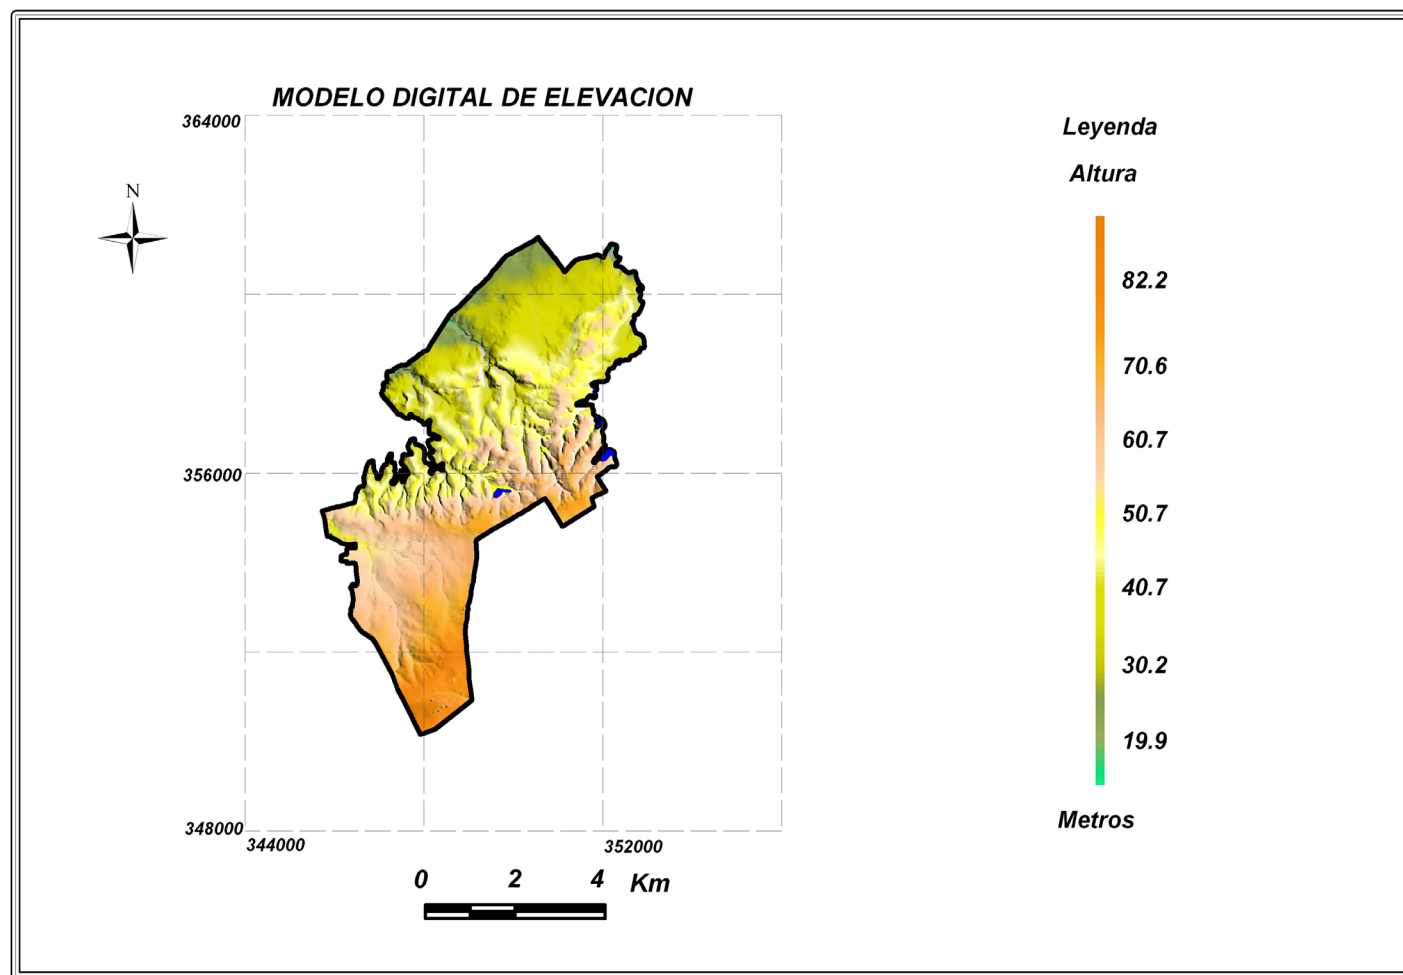 MODELO DIGITAL DE ELEVACION
364000
N
356000
348000
344000
352000
0 2 4 Km
Leyenda
Altura
82.2
70.6
60.7
50.7
40.7
30.2
19.9
Metros